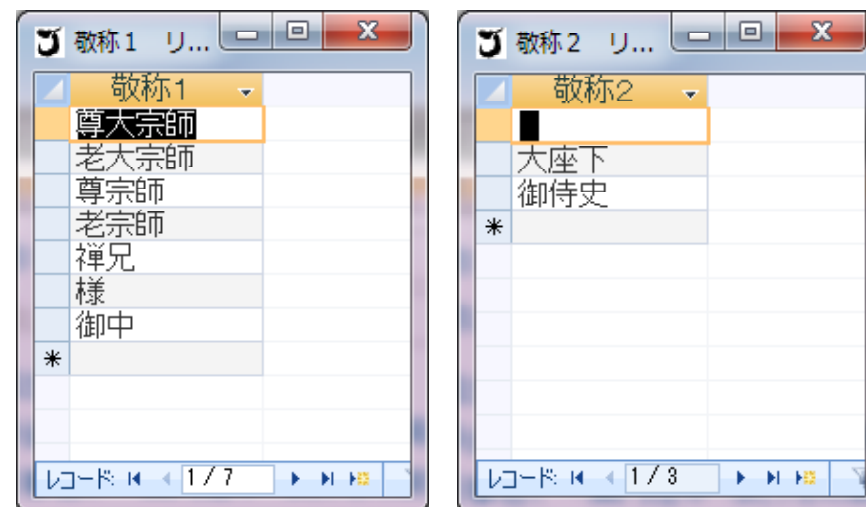 敬称1 リ...
敬称1
尊大宗師
老大宗師
尊宗師
老宗師
禅兄
様
御中
レコード: 1 / 7
敬称2 リ...
敬称2
大座下
御侍史
レコード: 1 / 3